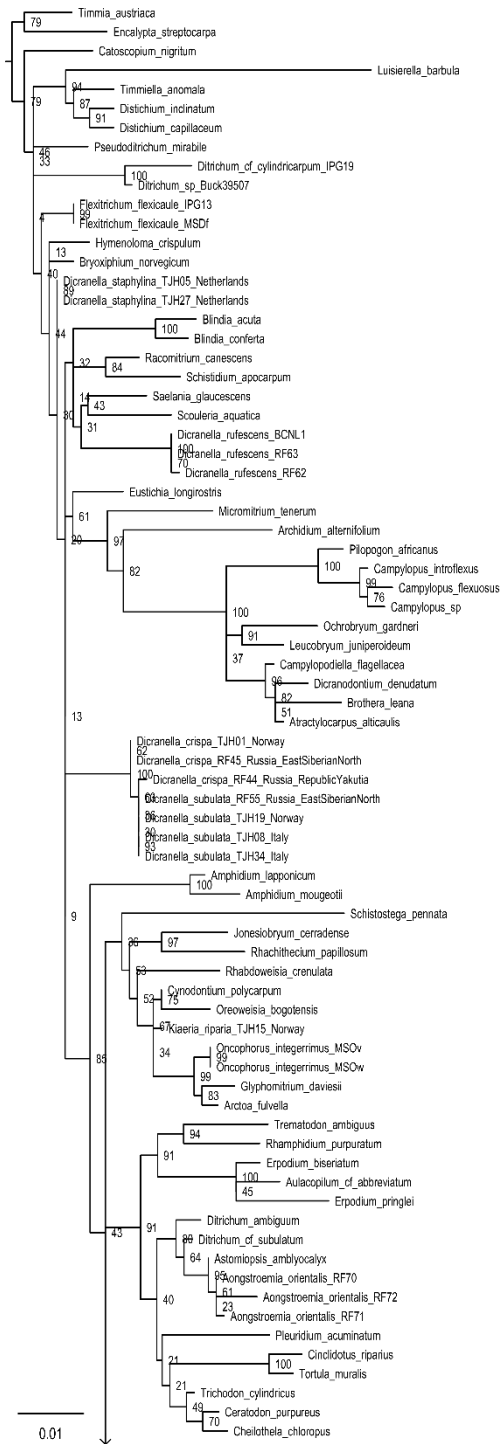 Timmia_austriaca
79
Encalypta_streptocarpa
Catoscopium_nigritum
Luisierella_barbula
94
Timmiella_anomala
79
87
Distichium_inclinatum
91
Distichium_capillaceum
Pseudoditrichum_mirabile
46
33
Ditrichum_cf_cylindricarpum_IPG19
100
Ditrichum_sp_Buck39507
Flexitrichum_flexicaule_IPG13
99
4
Flexitrichum_flexicaule_MSDf
Hymenoloma_crispulum
13
Bryoxiphium_norvegicum
40
Dicranella_staphylina_TJH05_Netherlands
89
Dicranella_staphylina_TJH27_Netherlands
Blindia_acuta
100
44
Blindia_conferta
Racomitrium_canescens
32
84
Schistidium_apocarpum
Saelania_glaucescens
14
43
30
Scouleria_aquatica
31
Dicranella_rufescens_BCNL1
100
Dicranella_rufescens_RF63
70
Dicranella_rufescens_RF62
Eustichia_longirostris
Micromitrium_tenerum
61
Archidium_alternifolium
20
97
Pilopogon_africanus
100
82
Campylopus_introflexus
99
Campylopus_flexuosus
76
Campylopus_sp
100
Ochrobryum_gardneri
91
Leucobryum_juniperoideum
37
Campylopodiella_flagellacea
96
Dicranodontium_denudatum
82
Brothera_leana
51
13
Atractylocarpus_alticaulis
Dicranella_crispa_TJH01_Norway
62
Dicranella_crispa_RF45_Russia_EastSiberianNorth
100
Dicranella_crispa_RF44_Russia_RepublicYakutia
Dicranella_subulata_RF55_Russia_EastSiberianNorth
Dicranella_subulata_TJH19_Norway
30
Dicranella_subulata_TJH08_Italy
93
Dicranella_subulata_TJH34_Italy
Amphidium_lapponicum
100
Amphidium_mougeotii
9
Schistostega_pennata
Jonesiobryum_cerradense
36
97
Rhachithecium_papillosum
53
Rhabdoweisia_crenulata
Cynodontium_polycarpum
52
75
Oreoweisia_bogotensis
67
Kiaeria_riparia_TJH15_Norway
34
Oncophorus_integerrimus_MSOv
85
99
Oncophorus_integerrimus_MSOw
99
Glyphomitrium_daviesii
83
Arctoa_fulvella
Trematodon_ambiguus
94
Rhamphidium_purpuratum
91
Erpodium_biseriatum
100
Aulacopilum_cf_abbreviatum
45
Erpodium_pringlei
Ditrichum_ambiguum
43
91
Ditrichum_cf_subulatum
64
Astomiopsis_amblyocalyx
95
Aongstroemia_orientalis_RF70
61
Aongstroemia_orientalis_RF72
40
23
Aongstroemia_orientalis_RF71
Pleuridium_acuminatum
Cinclidotus_riparius
21
100
Tortula_muralis
21
Trichodon_cylindricus
49
Ceratodon_purpureus
70
Cheilothela_chloropus
0.01